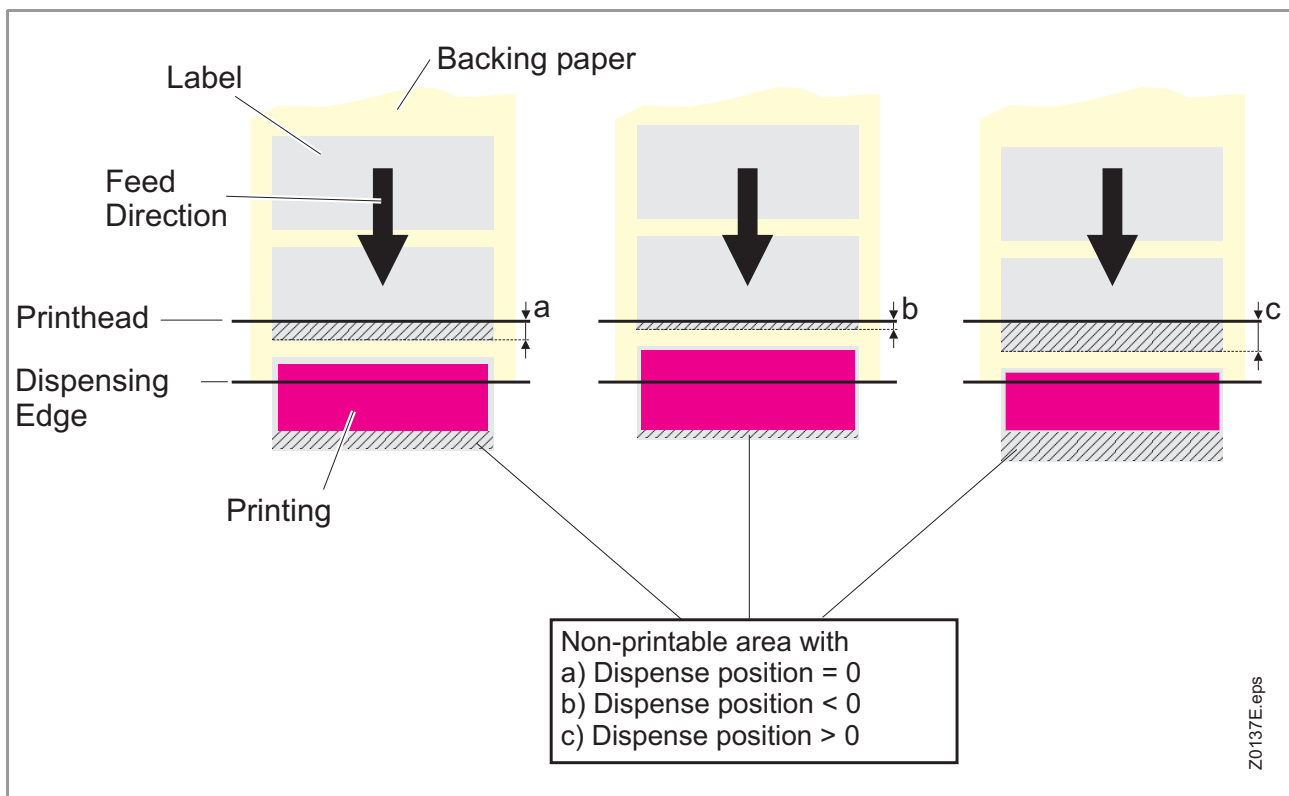 Backing paper
Label
Feed
Direction
a
b
c
Printhead
Dispensing
Edge
Printing
Non-printable area with
a) Dispense position = 0
b) Dispense position < 0
c) Dispense position > 0
Z0137E.eps